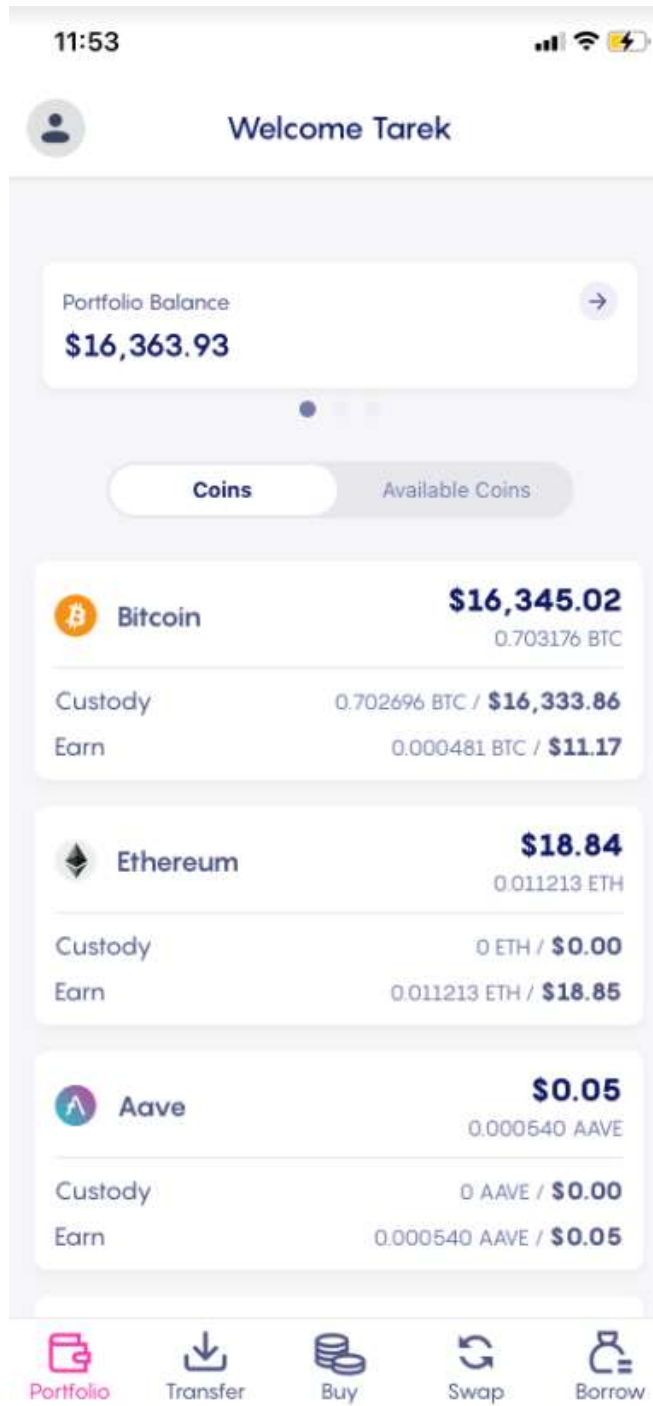 11:53
Welcome Tarek
Portfolio Balance
$16,363.93
Coins Available Coins
Bitcoin $16,345.02
0.703176 BTC
Custody 0.702696 BTC / $16,333.86
Earn 0.000481 BTC / $11.17
Ethereum $18.84
0.011213 ETH
Custody 0 ETH / $0.00
Earn 0.011213 ETH / $18.85
Aave $0.05
0.000540 AAVE
Custody 0 AAVE / $0.00
Earn 0.000540 AAVE / $0.05
Portfolio Transfer Buy Swap Borrow